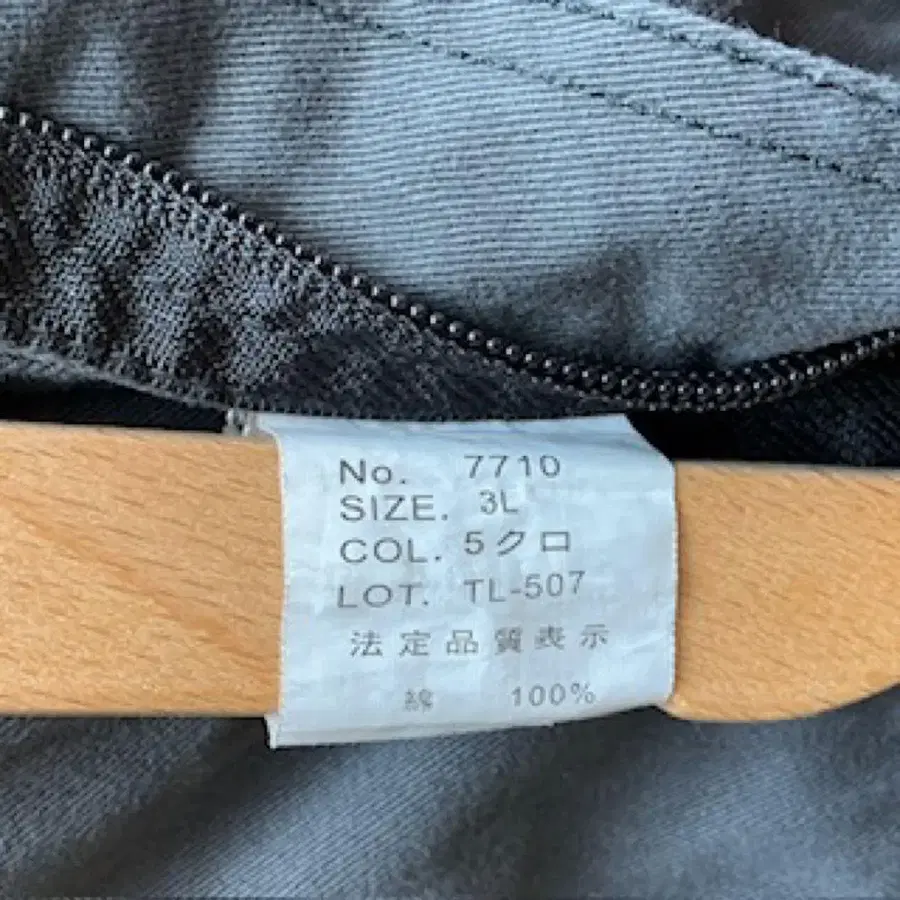 No. 7710
SIZE. 3L
COL. 5クロ
LOT. TL-507
法定品質表示
綿 100%